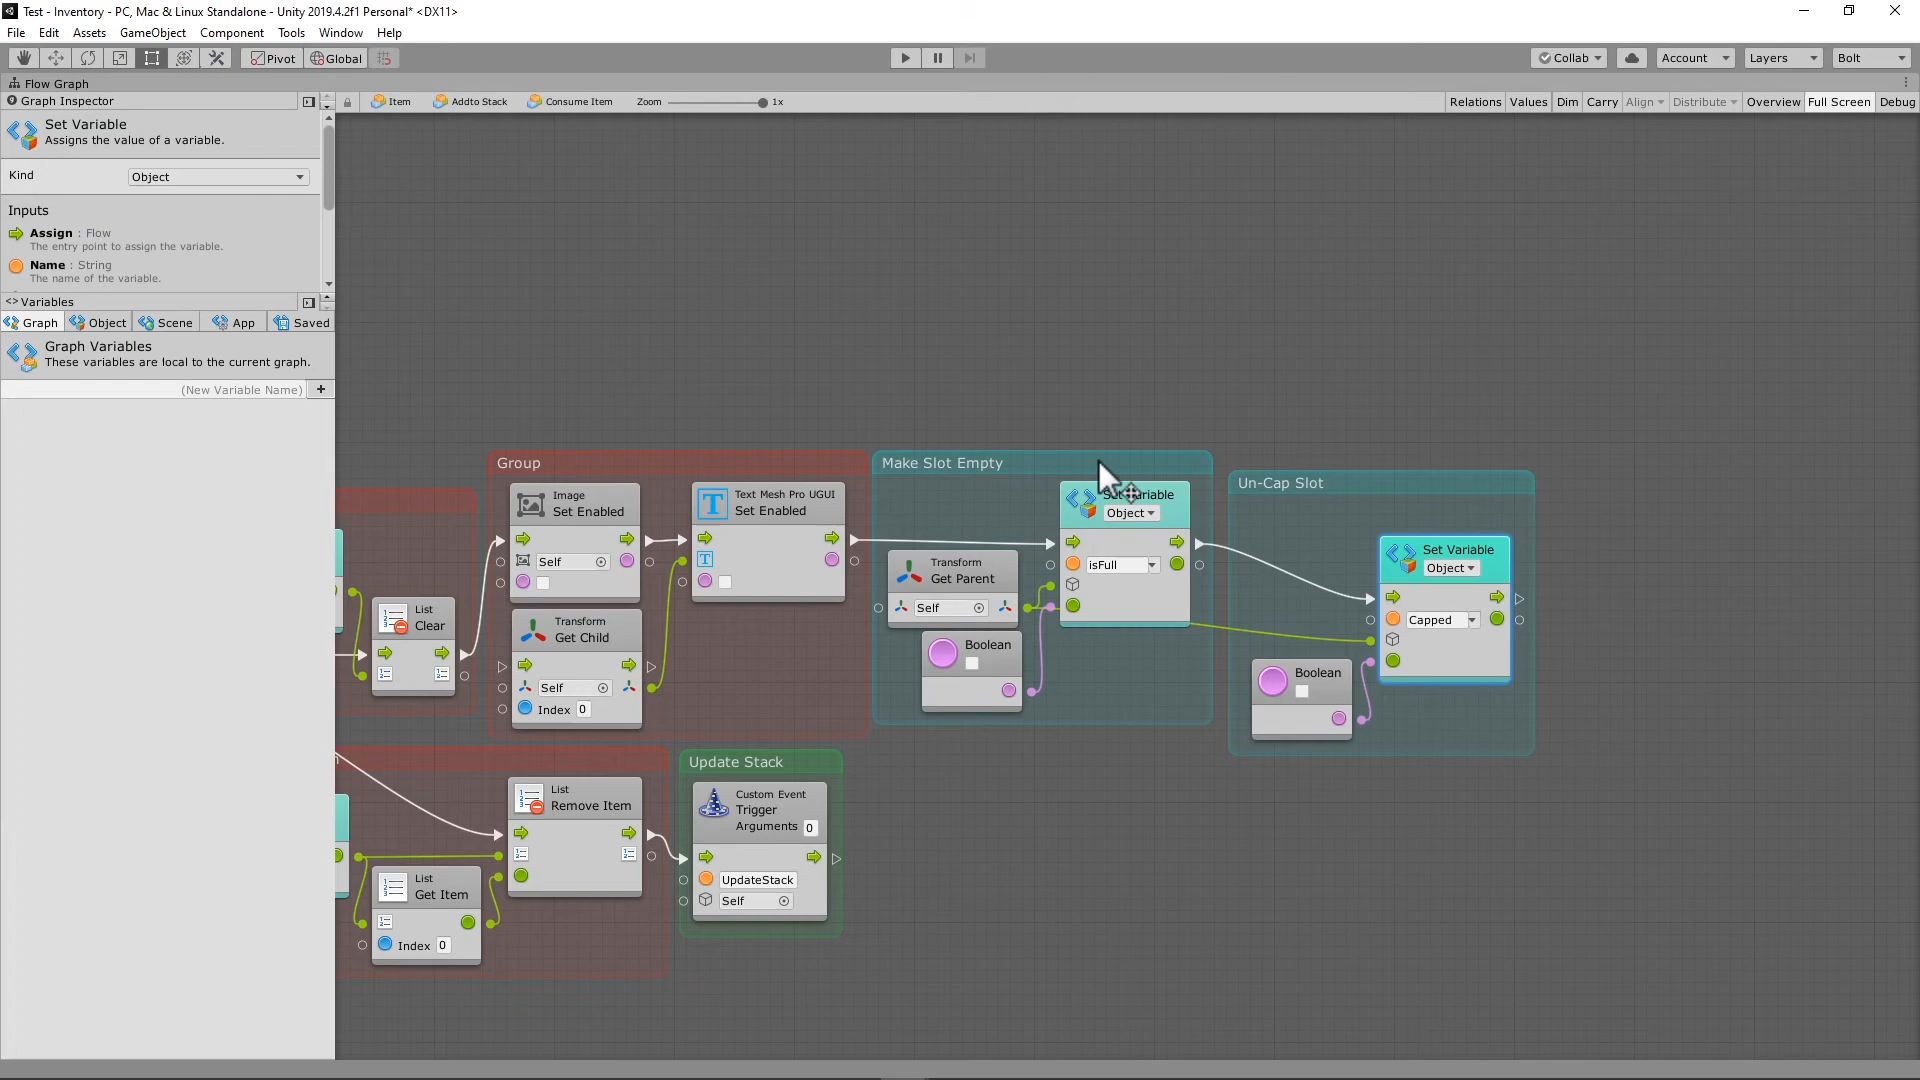 Test - Inventory - PC, Mac & Linux Standalone - Unity 2019.4.2f1 Personal* <DX11>
File Edit Assets GameObject Component Tools Window Help
Pivot Global Collab Account Layers Bolt
Flow Graph
Graph Inspector
Item Addto Stack Consume Item Zoom 1x Relations Values Dim Carry Align Distribute Overview Full Screen Debug
Set Variable
Assigns the value of a variable.
Kind Object
Inputs
Assign : Flow
The entry point to assign the variable.
Name : String
The name of the variable.
<> Variables
Graph Object Scene App Saved
Graph Variables
These variables are local to the current graph.
(New Variable Name) +
Group
Image
Set Enabled
Self
Text Mesh Pro UGUI
Set Enabled
List
Clear
Transform
Get Child
Self
Index 0
Make Slot Empty
Object
isFull
Transform
Get Parent
Self
Boolean
Un-Cap Slot
Set Variable
Object
Capped
Boolean
List
Remove Item
List
Get Item
Index 0
Update Stack
Custom Event
Trigger
Arguments 0
UpdateStack
Self